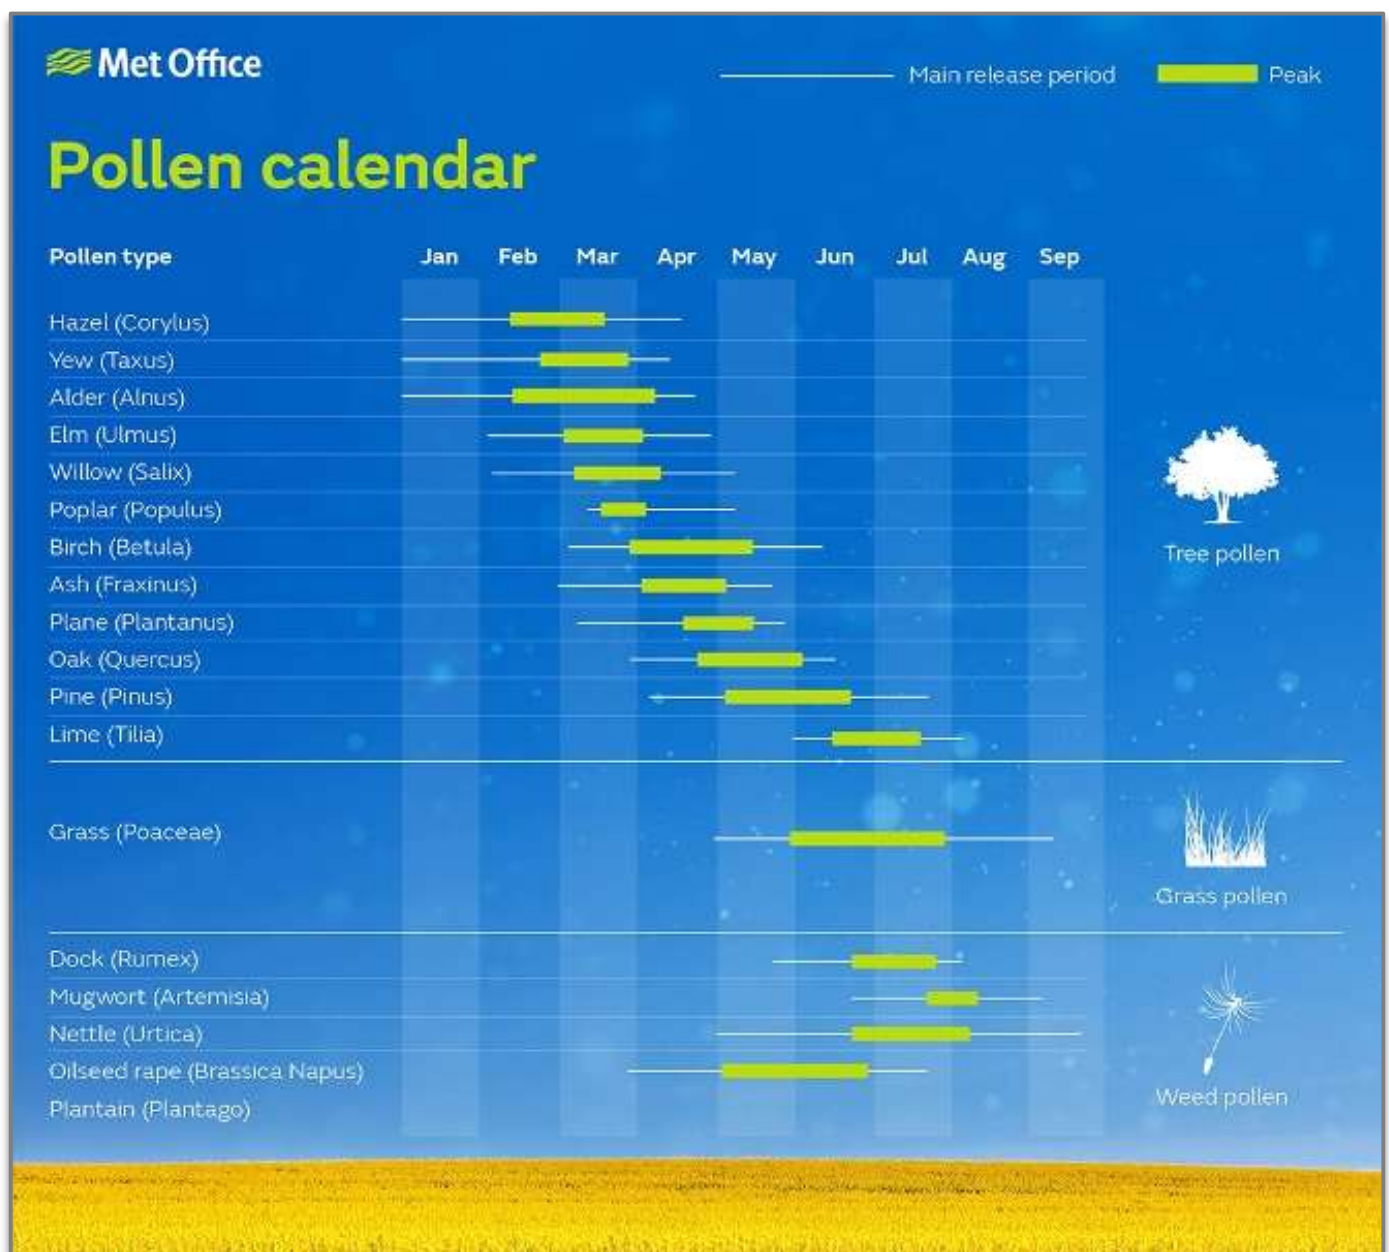 Met Office
Main release period
Peak
Pollen calendar
Pollen type Jan Feb Mar Apr May Jun Jul Aug Sep
Hazel (Corylus)
Yew (Taxus)
Alder (Alnus)
Elm (Ulmus)
Willow (Salix)
Poplar (Populus)
Birch (Betula)
Ash (Fraxinus)
Plane (Plantanus)
Oak (Quercus)
Pine (Pinus)
Lime (Tilia)
Tree pollen
Grass (Poaceae)
Grass pollen
Dock (Rumex)
Mugwort (Artemisia)
Nettle (Urtica)
Oilseed rape (Brassica Napus)
Plantain (Plantago)
Weed pollen